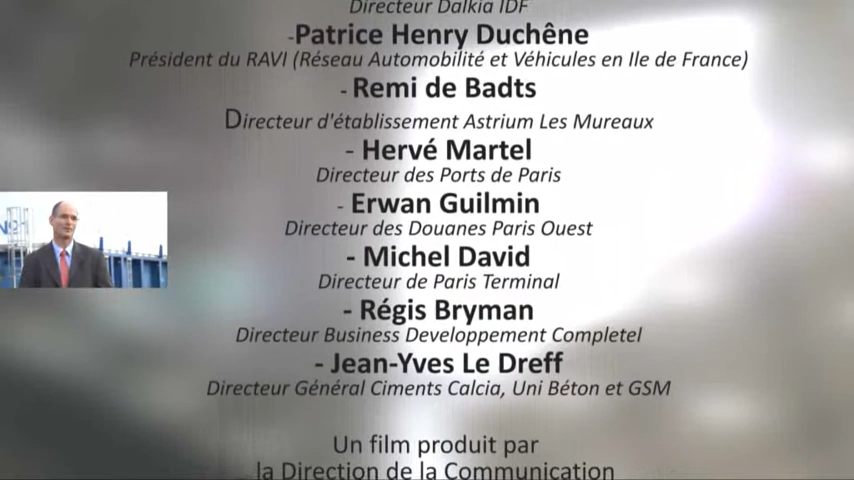 Directeur Dalkia IDF
-Patrice Henry Duchêne
Président du RAVI (Réseau Automobilité et Véhicules en Ile de France)
- Remi de Badts
Directeur d'établissement Astrium Les Mureaux
- Hervé Martel
Directeur des Ports de Paris
- Erwan Guilmin
Directeur des Douanes Paris Ouest
- Michel David
Directeur de Paris Terminal
- Régis Bryman
Directeur Business Developpement Completel
- Jean-Yves Le Dreff
Directeur Général Ciments Calcia, Uni Béton et GSM
Un film produit par
la Direction de la Communication